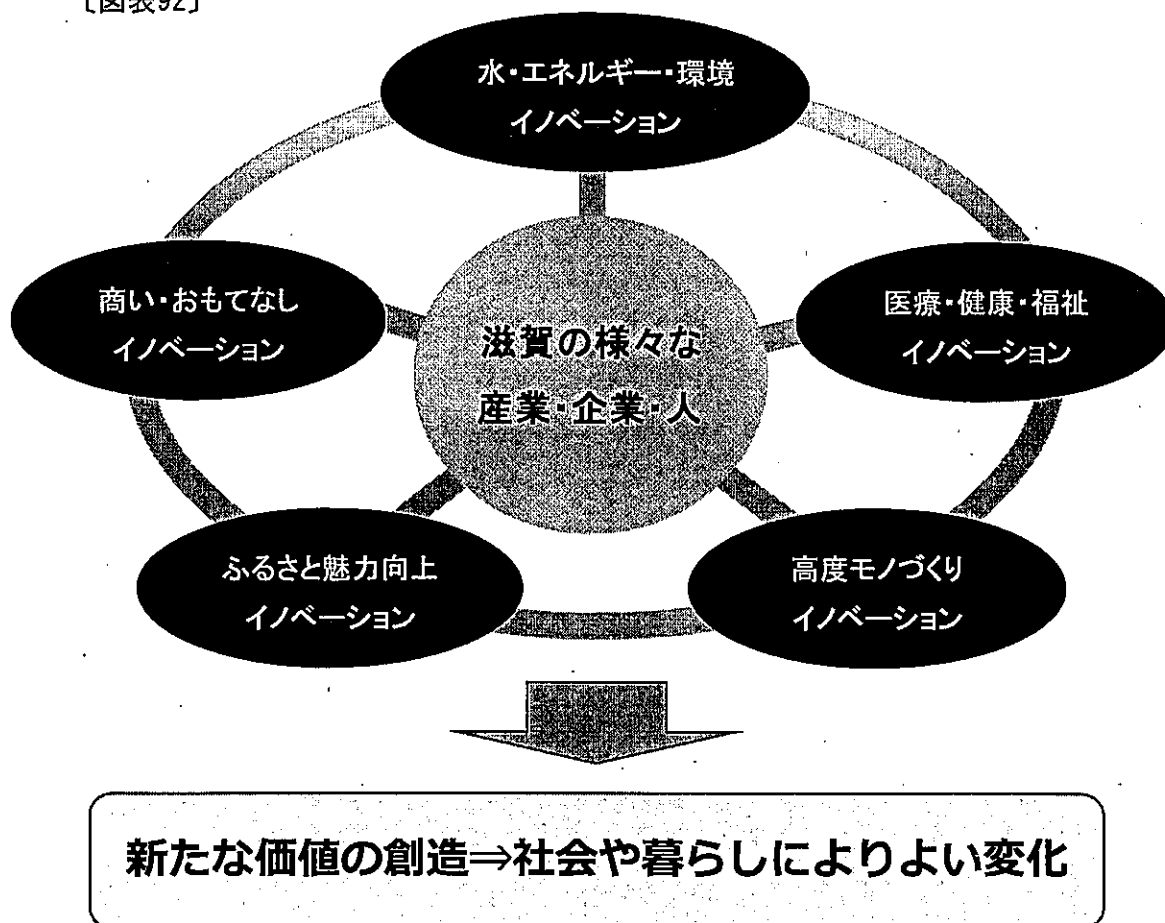 〔図表92〕
水・エネルギー・環境
イノベーション
商い・おもてなし
イノベーション
医療・健康・福祉
イノベーション
滋賀の様々な
産業・企業・人
ふるさと魅力向上
イノベーション
高度モノづくり
イノベーション
新たな価値の創造⇒社会や暮らしによりよい変化